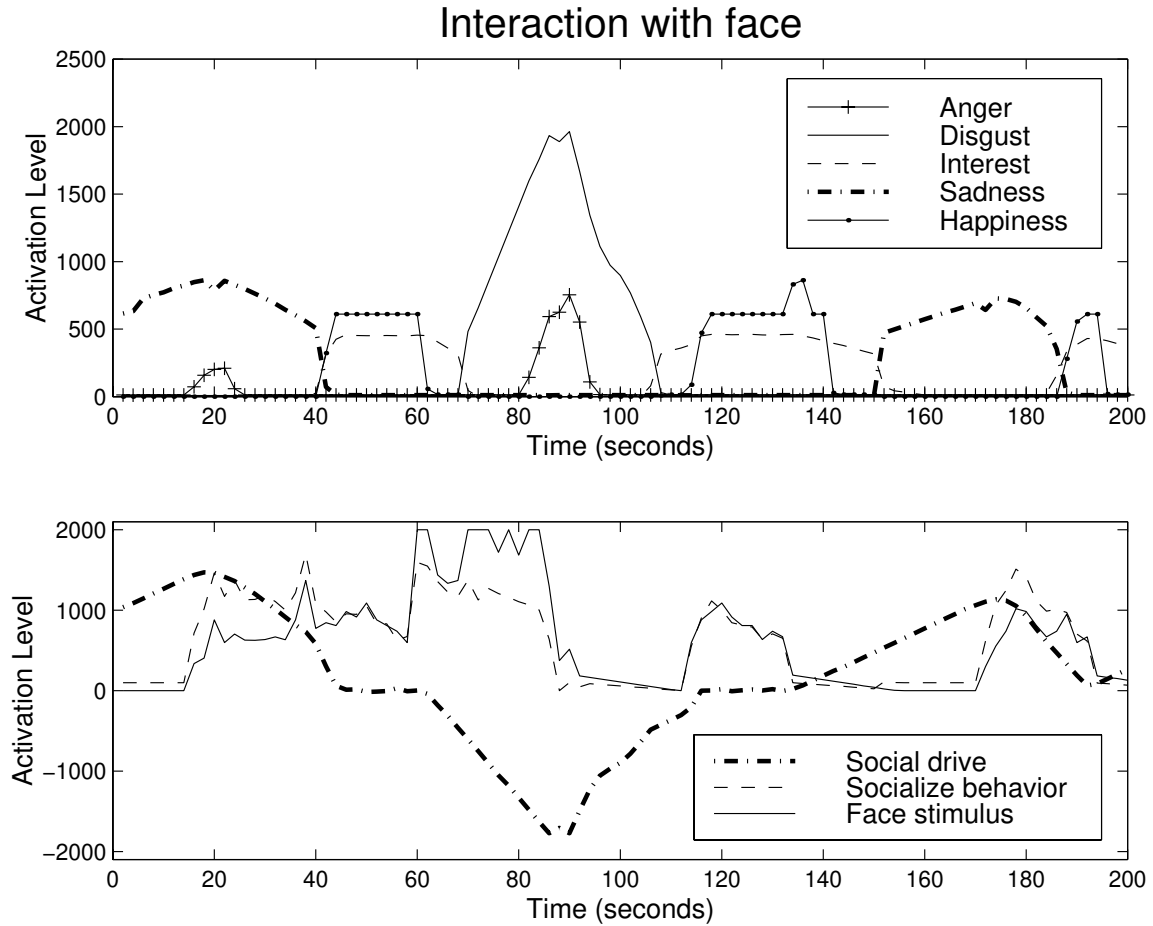 Interaction with face
2500
2000
1500
1000
500
0
Activation Level
Anger
Disgust
Interest
Sadness
Happiness
0 20 40 60 80 100 120 140 160 180 200
Time (seconds)
2000
1000
0
−1000
−2000
Activation Level
Social drive
Socialize behavior
Face stimulus
0 20 40 60 80 100 120 140 160 180 200
Time (seconds)